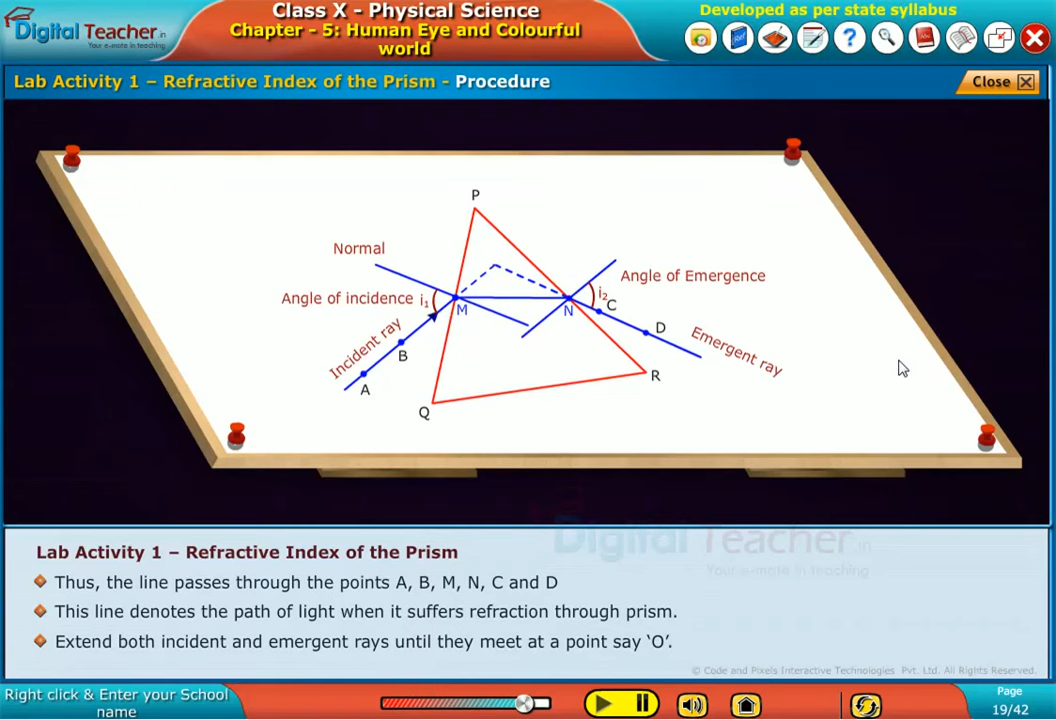 Digital Teacher.in
Your e-mate in teaching
Class X - Physical Science
Chapter - 5: Human Eye and Colourful
world
Developed as per state syllabus
Ref
Lab Activity 1 – Refractive Index of the Prism - Procedure
Close
P
Normal
Angle of Emergence
Angle of incidence
i1
i2
M
N
C
Incident ray
B
D
Emergent ray
A
R
Q
Digital Teacher.in
Your e-mate in teaching
Lab Activity 1 – Refractive Index of the Prism
Thus, the line passes through the points A, B, M, N, C and D
This line denotes the path of light when it suffers refraction through prism.
Extend both incident and emergent rays until they meet at a point say ‘O’.
© Code and Pixels Interactive Technologies Pvt. Ltd. All Rights Reserved.
Right click & Enter your School
name
Page
19/42